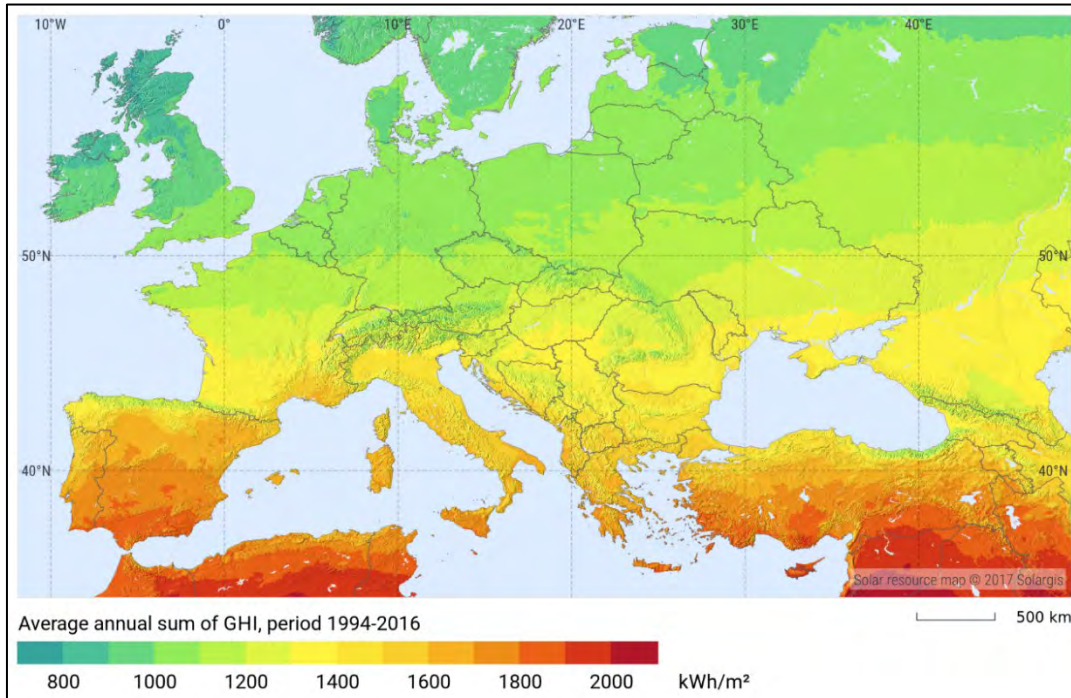 10°W 0° 10°E 20°E 30°E 40°E
50°N 50°N
40°N 40°N
Solar resource map © 2017 Solargis
Average annual sum of GHI, period 1994-2016
500 km
800 1000 1200 1400 1600 1800 2000 kWh/m²